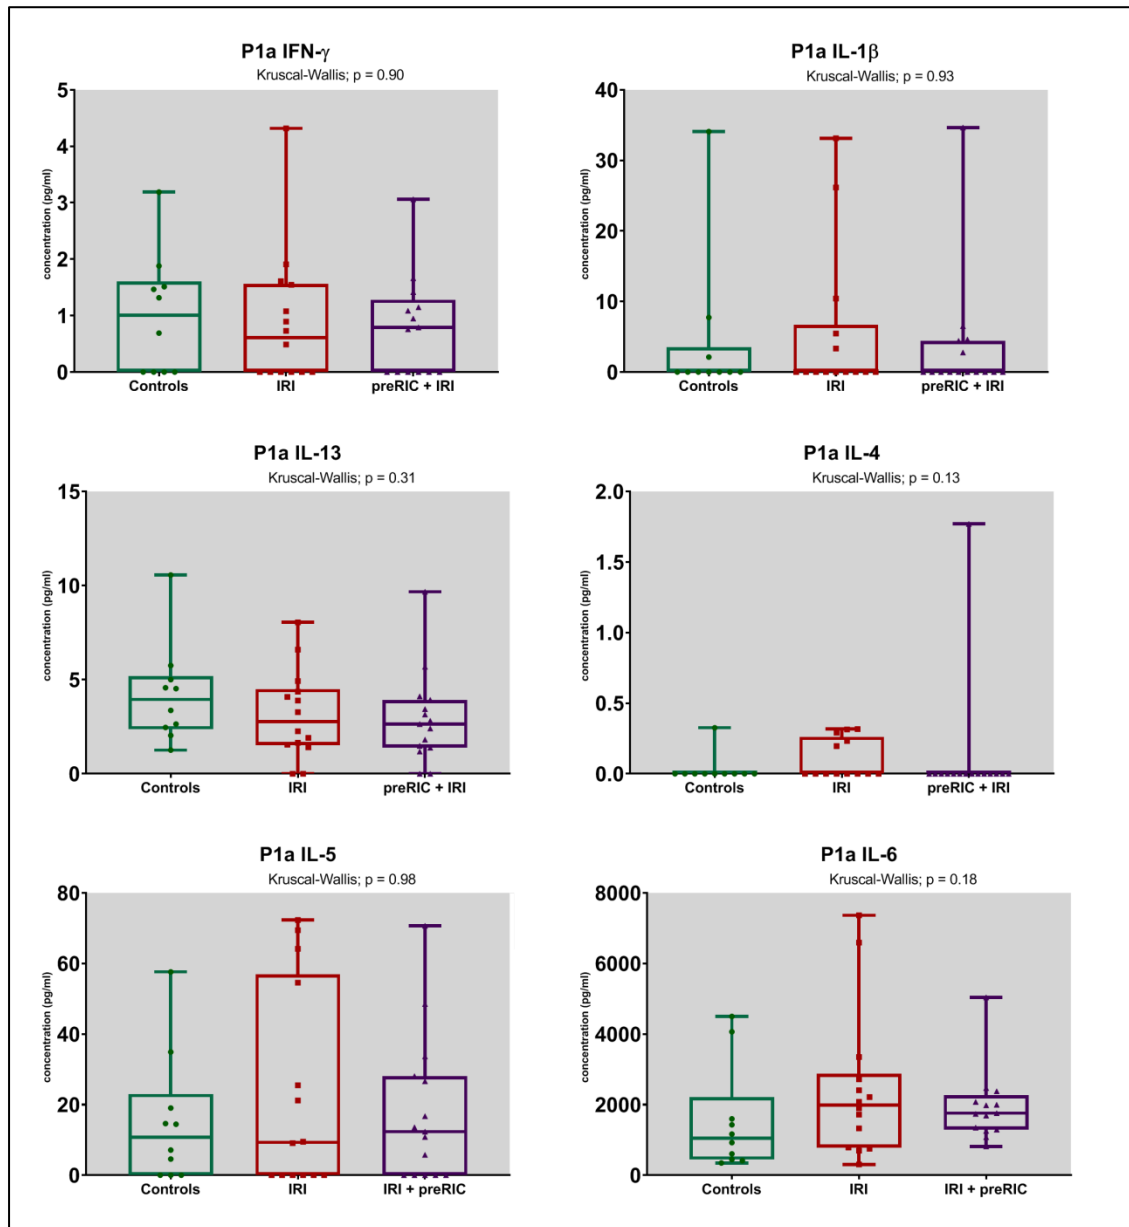 P1a IFN-γ
Kruscal-Wallis; p = 0.90
concentration (pg/ml)
5
4
3
2
1
0
Controls IRI preRIC + IRI
P1a IL-1β
Kruscal-Wallis; p = 0.93
concentration (pg/ml)
40
30
20
10
0
Controls IRI preRIC + IRI
P1a IL-13
Kruscal-Wallis; p = 0.31
concentration (pg/ml)
15
10
5
0
Controls IRI preRIC + IRI
P1a IL-4
Kruscal-Wallis; p = 0.13
concentration (pg/ml)
2.0
1.5
1.0
0.5
0.0
Controls IRI preRIC + IRI
P1a IL-5
Kruscal-Wallis; p = 0.98
concentration (pg/ml)
80
60
40
20
0
Controls IRI IRI + preRIC
P1a IL-6
Kruscal-Wallis; p = 0.18
concentration (pg/ml)
8000
6000
4000
2000
0
Controls IRI IRI + preRIC